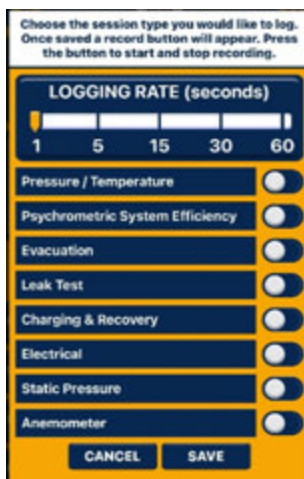 Choose the session type you would like to log.
Once saved a record button will appear. Press
the button to start and stop recording.
LOGGING RATE (seconds)
1 5 15 30 60
Pressure / Temperature
Psychrometric System Efficiency
Evacuation
Leak Test
Charging & Recovery
Electrical
Static Pressure
Anemometer
CANCEL SAVE